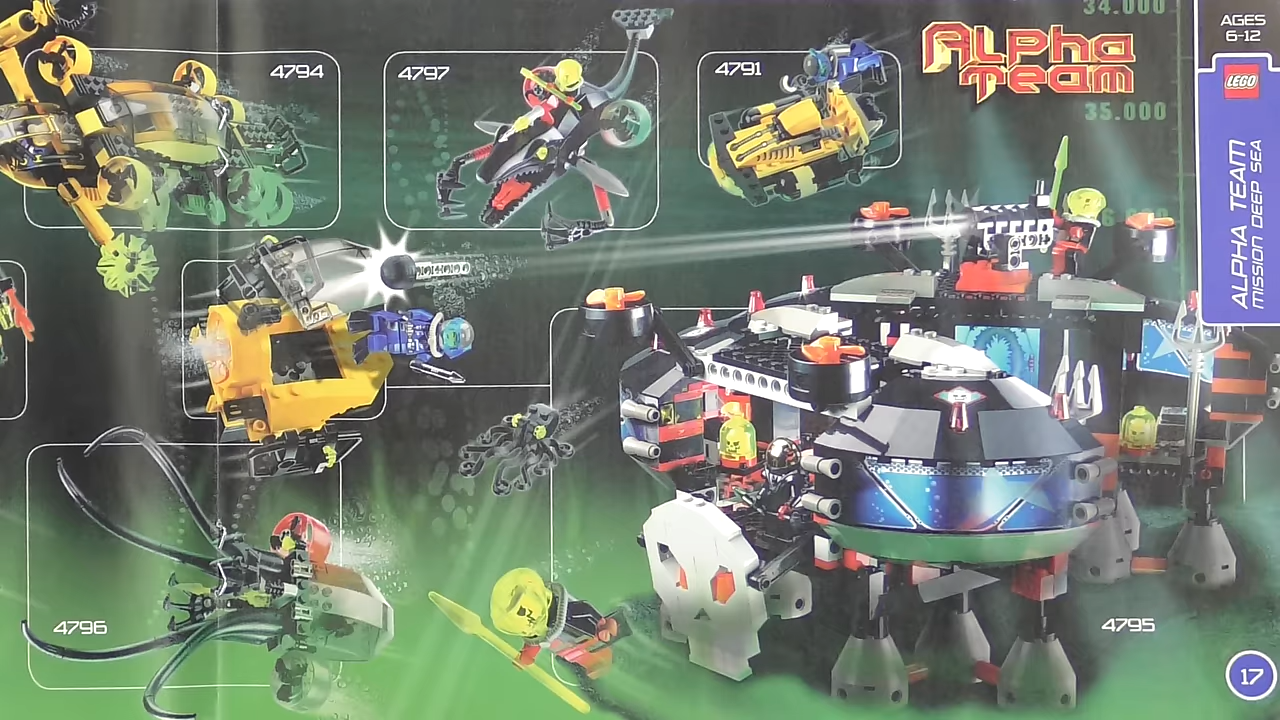 34.000
AGES
6-12
4794
4797
4791
ALPHA
TEAM
LEGO
35.000
ALPHA TEAM
MISSION DEEP SEA
4796
4795
17